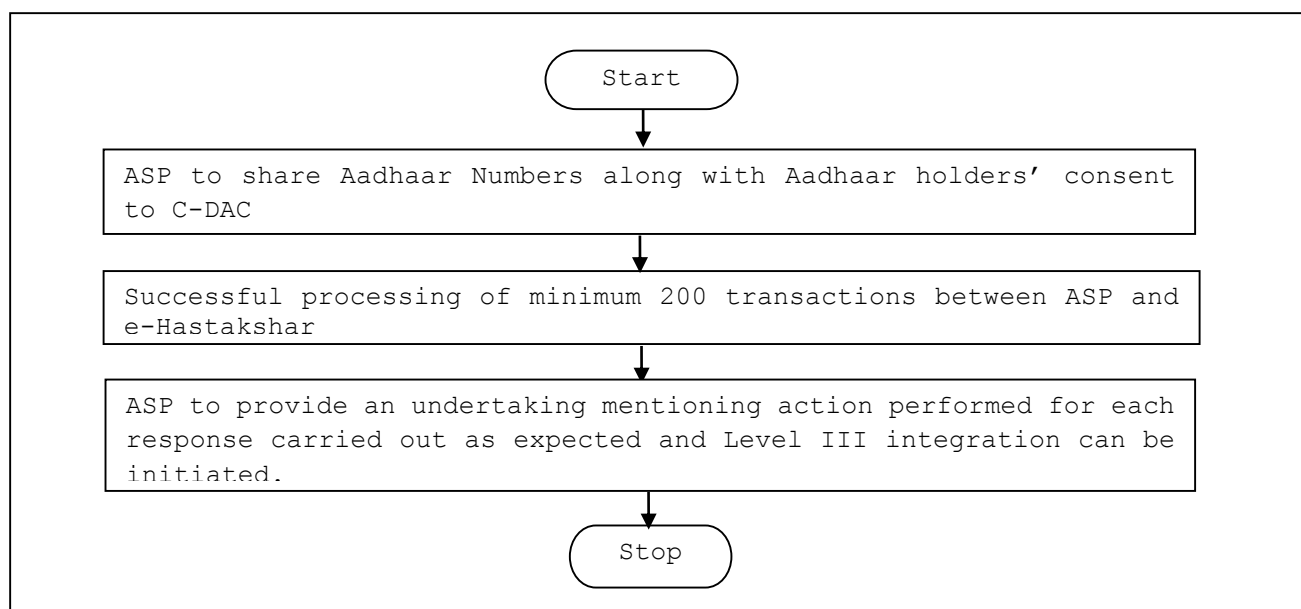 Start
ASP to share Aadhaar Numbers along with Aadhaar holders’ consent
to C-DAC
Successful processing of minimum 200 transactions between ASP and
e-Hastakshar
ASP to provide an undertaking mentioning action performed for each
response carried out as expected and Level III integration can be
initiated.
Stop